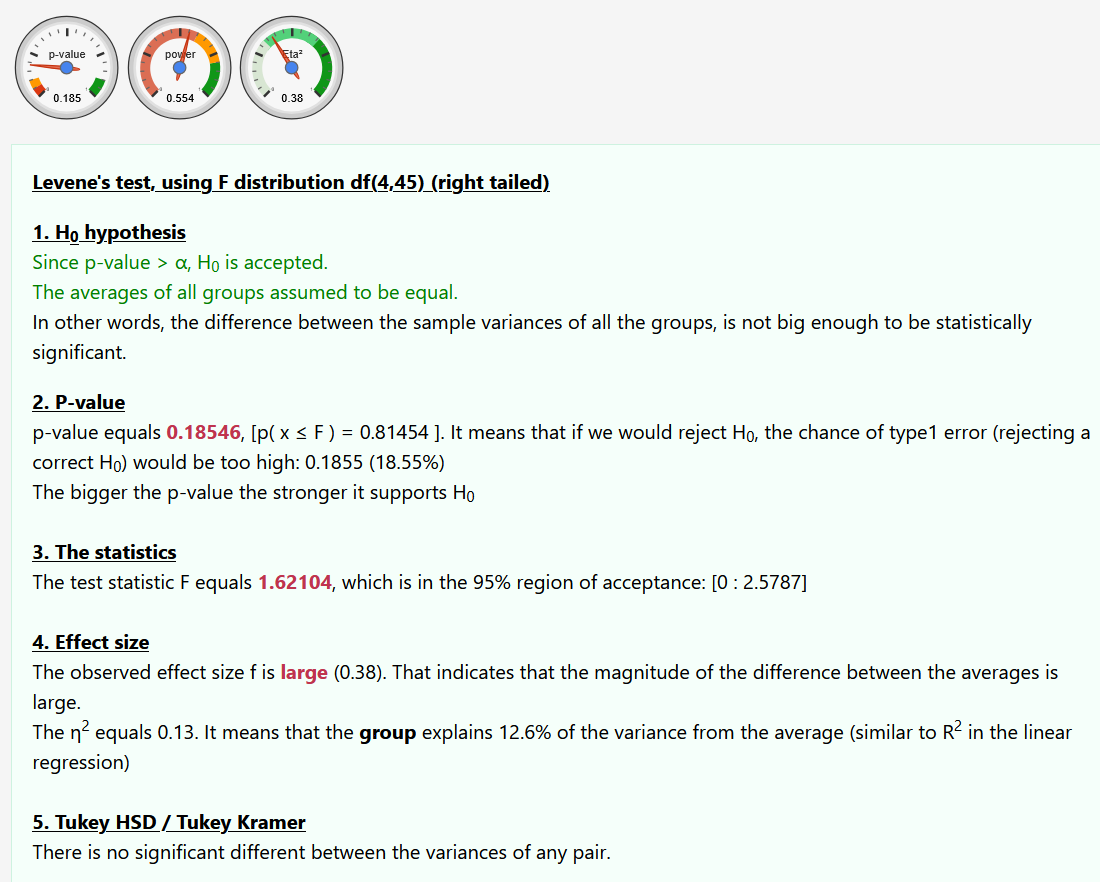 p-value power Eta²
0.185 0.554 0.38
Levene's test, using F distribution df(4,45) (right tailed)
1. H₀ hypothesis
Since p-value > α, H₀ is accepted.
The averages of all groups assumed to be equal.
In other words, the difference between the sample variances of all the groups, is not big enough to be statistically
significant.
2. P-value
p-value equals 0.18546, [p( x ≤ F ) = 0.81454 ]. It means that if we would reject H₀, the chance of type1 error (rejecting a
correct H₀) would be too high: 0.1855 (18.55%)
The bigger the p-value the stronger it supports H₀
3. The statistics
The test statistic F equals 1.62104, which is in the 95% region of acceptance: [0 : 2.5787]
4. Effect size
The observed effect size f is large (0.38). That indicates that the magnitude of the difference between the averages is
large.
The η² equals 0.13. It means that the group explains 12.6% of the variance from the average (similar to R² in the linear
regression)
5. Tukey HSD / Tukey Kramer
There is no significant different between the variances of any pair.